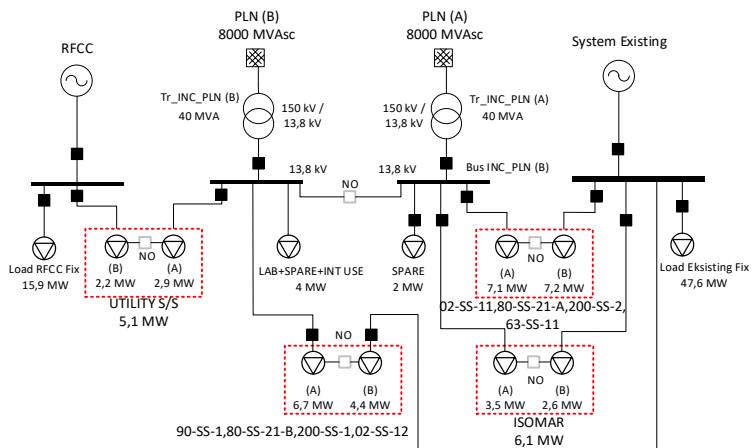 PLN (B)
8000 MVAsc
PLN (A)
8000 MVAsc
RFCC
System Existing
Tr_INC_PLN (B)
40 MVA
150 kV /
13,8 kV
150 kV /
13,8 kV
Tr_INC_PLN (A)
40 MVA
13,8 kV
NO
13,8 kV
Bus INC_PLN (B)
Load RFCC Fix
15,9 MW
(B)
2,2 MW
NO
(A)
2,9 MW
UTILITY S/S
5,1 MW
LAB+SPARE+INT USE
4 MW
SPARE
2 MW
(A)
7,1 MW
NO
(B)
7,2 MW
02-SS-11,80-SS-21-A,200-SS-2,
63-SS-11
Load Eksisting Fix
47,6 MW
NO
(A)
6,7 MW
(B)
4,4 MW
90-SS-1,80-SS-21-B,200-SS-1,02-SS-12
(A)
3,5 MW
NO
(B)
2,6 MW
ISOMAR
6,1 MW